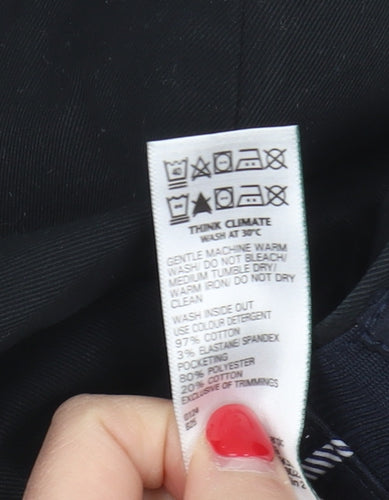 40
THINK CLIMATE
WASH AT 30°C
GENTLE MACHINE WARM
WASH/ DO NOT BLEACH/
MEDIUM TUMBLE DRY/
WARM IRON/ DO NOT DRY
CLEAN
WASH INSIDE OUT
USE COLOUR DETERGENT
97% COTTON
3% ELASTANE/ SPANDEX
POCKETING
80% POLYESTER
20% COTTON
EXCLUSIVE OF TRIMMINGS
0124